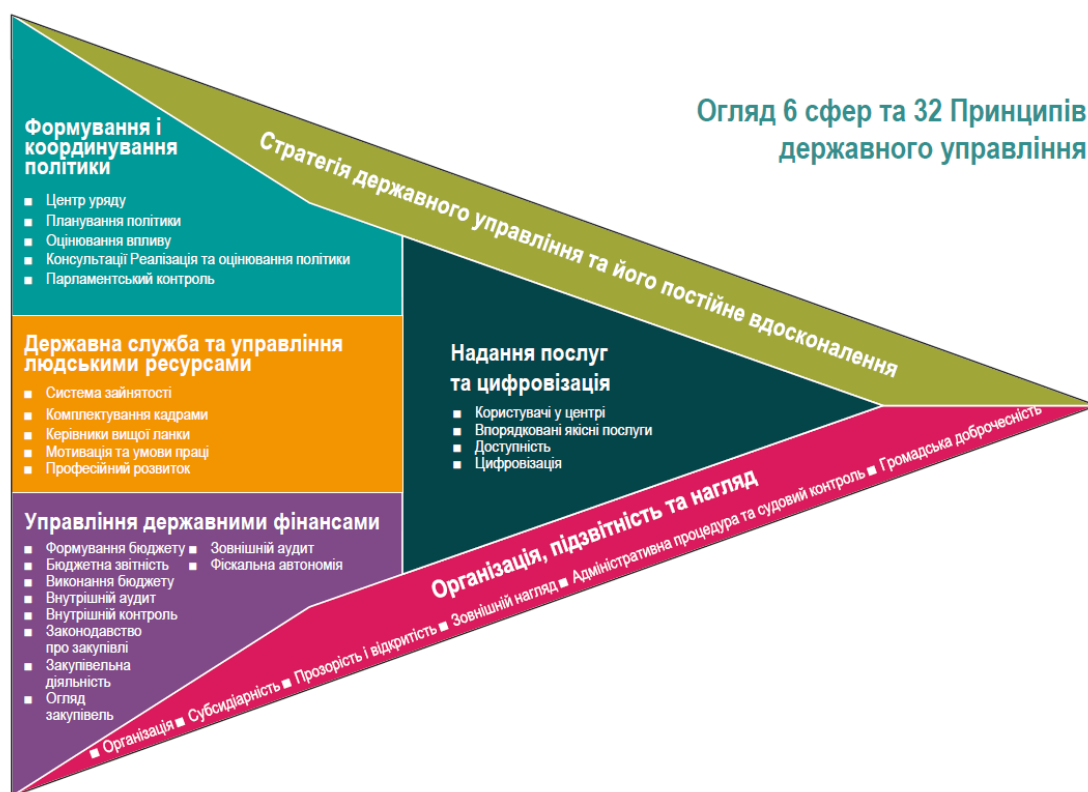 Огляд 6 сфер та 32 Принципів
державного управління
Стратегія державного управління та його постійне вдосконалення
Формування і
координування
політики
■ Центр уряду
■ Планування політики
■ Оцінювання впливу
■ Консультації Реалізація та оцінювання політики
■ Парламентський контроль
Державна служба та управління
людськими ресурсами
■ Система зайнятості
■ Комплектування кадрами
■ Керівники вищої ланки
■ Мотивація та умови праці
■ Професійний розвиток
Управління державними фінансами
■ Формування бюджету ■ Зовнішній аудит
■ Бюджетна звітність ■ Фіскальна автономія
■ Виконання бюджету
■ Внутрішній аудит
■ Внутрішній контроль
■ Законодавство
про закупівлі
■ Закупівельна
діяльність
■ Огляд
закупівель
Надання послуг
та цифровізація
■ Користувачі у центрі
■ Впорядковані якісні послуги
■ Доступність
■ Цифровізація
Організація, підзвітність та нагляд
■ Організація ■ Субсидіарність ■ Прозорість і відкритість ■ Зовнішній нагляд ■ Адміністративна процедура та судовий контроль ■ Громадська доброчесність